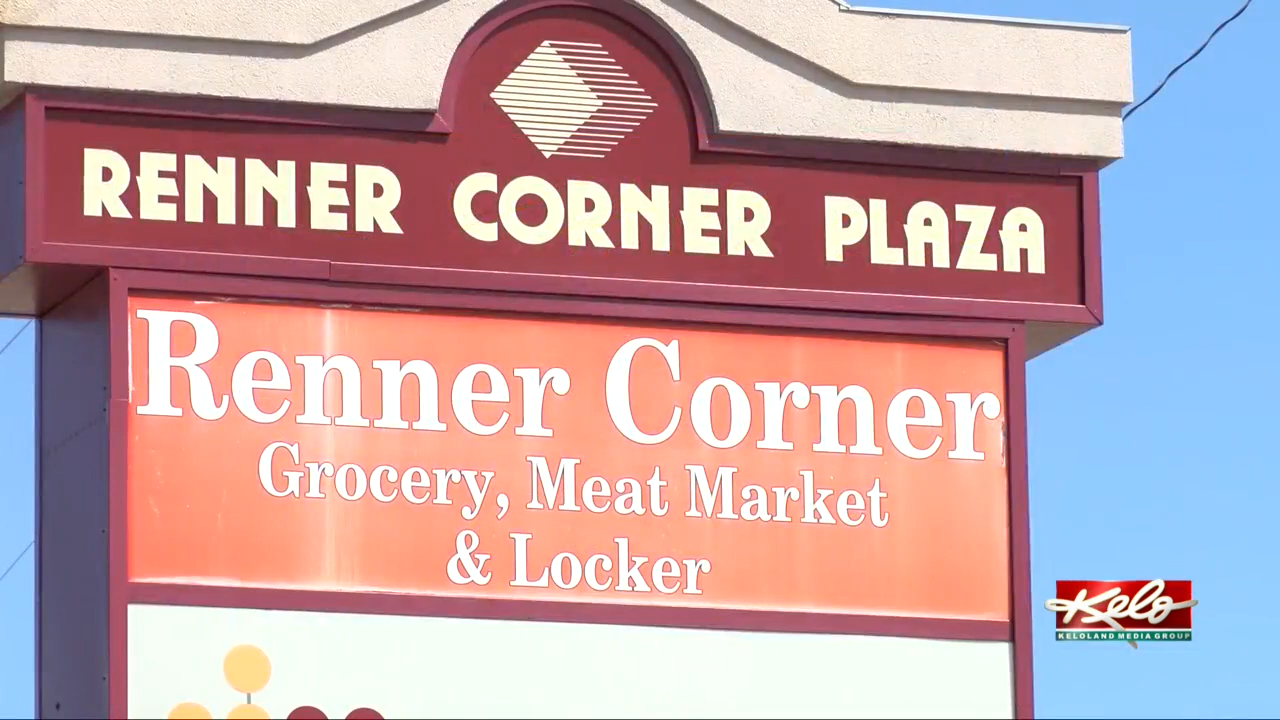 RENNER CORNER PLAZA
Renner Corner
Grocery, Meat Market
& Locker
Kelo
KELOLAND MEDIA GROUP